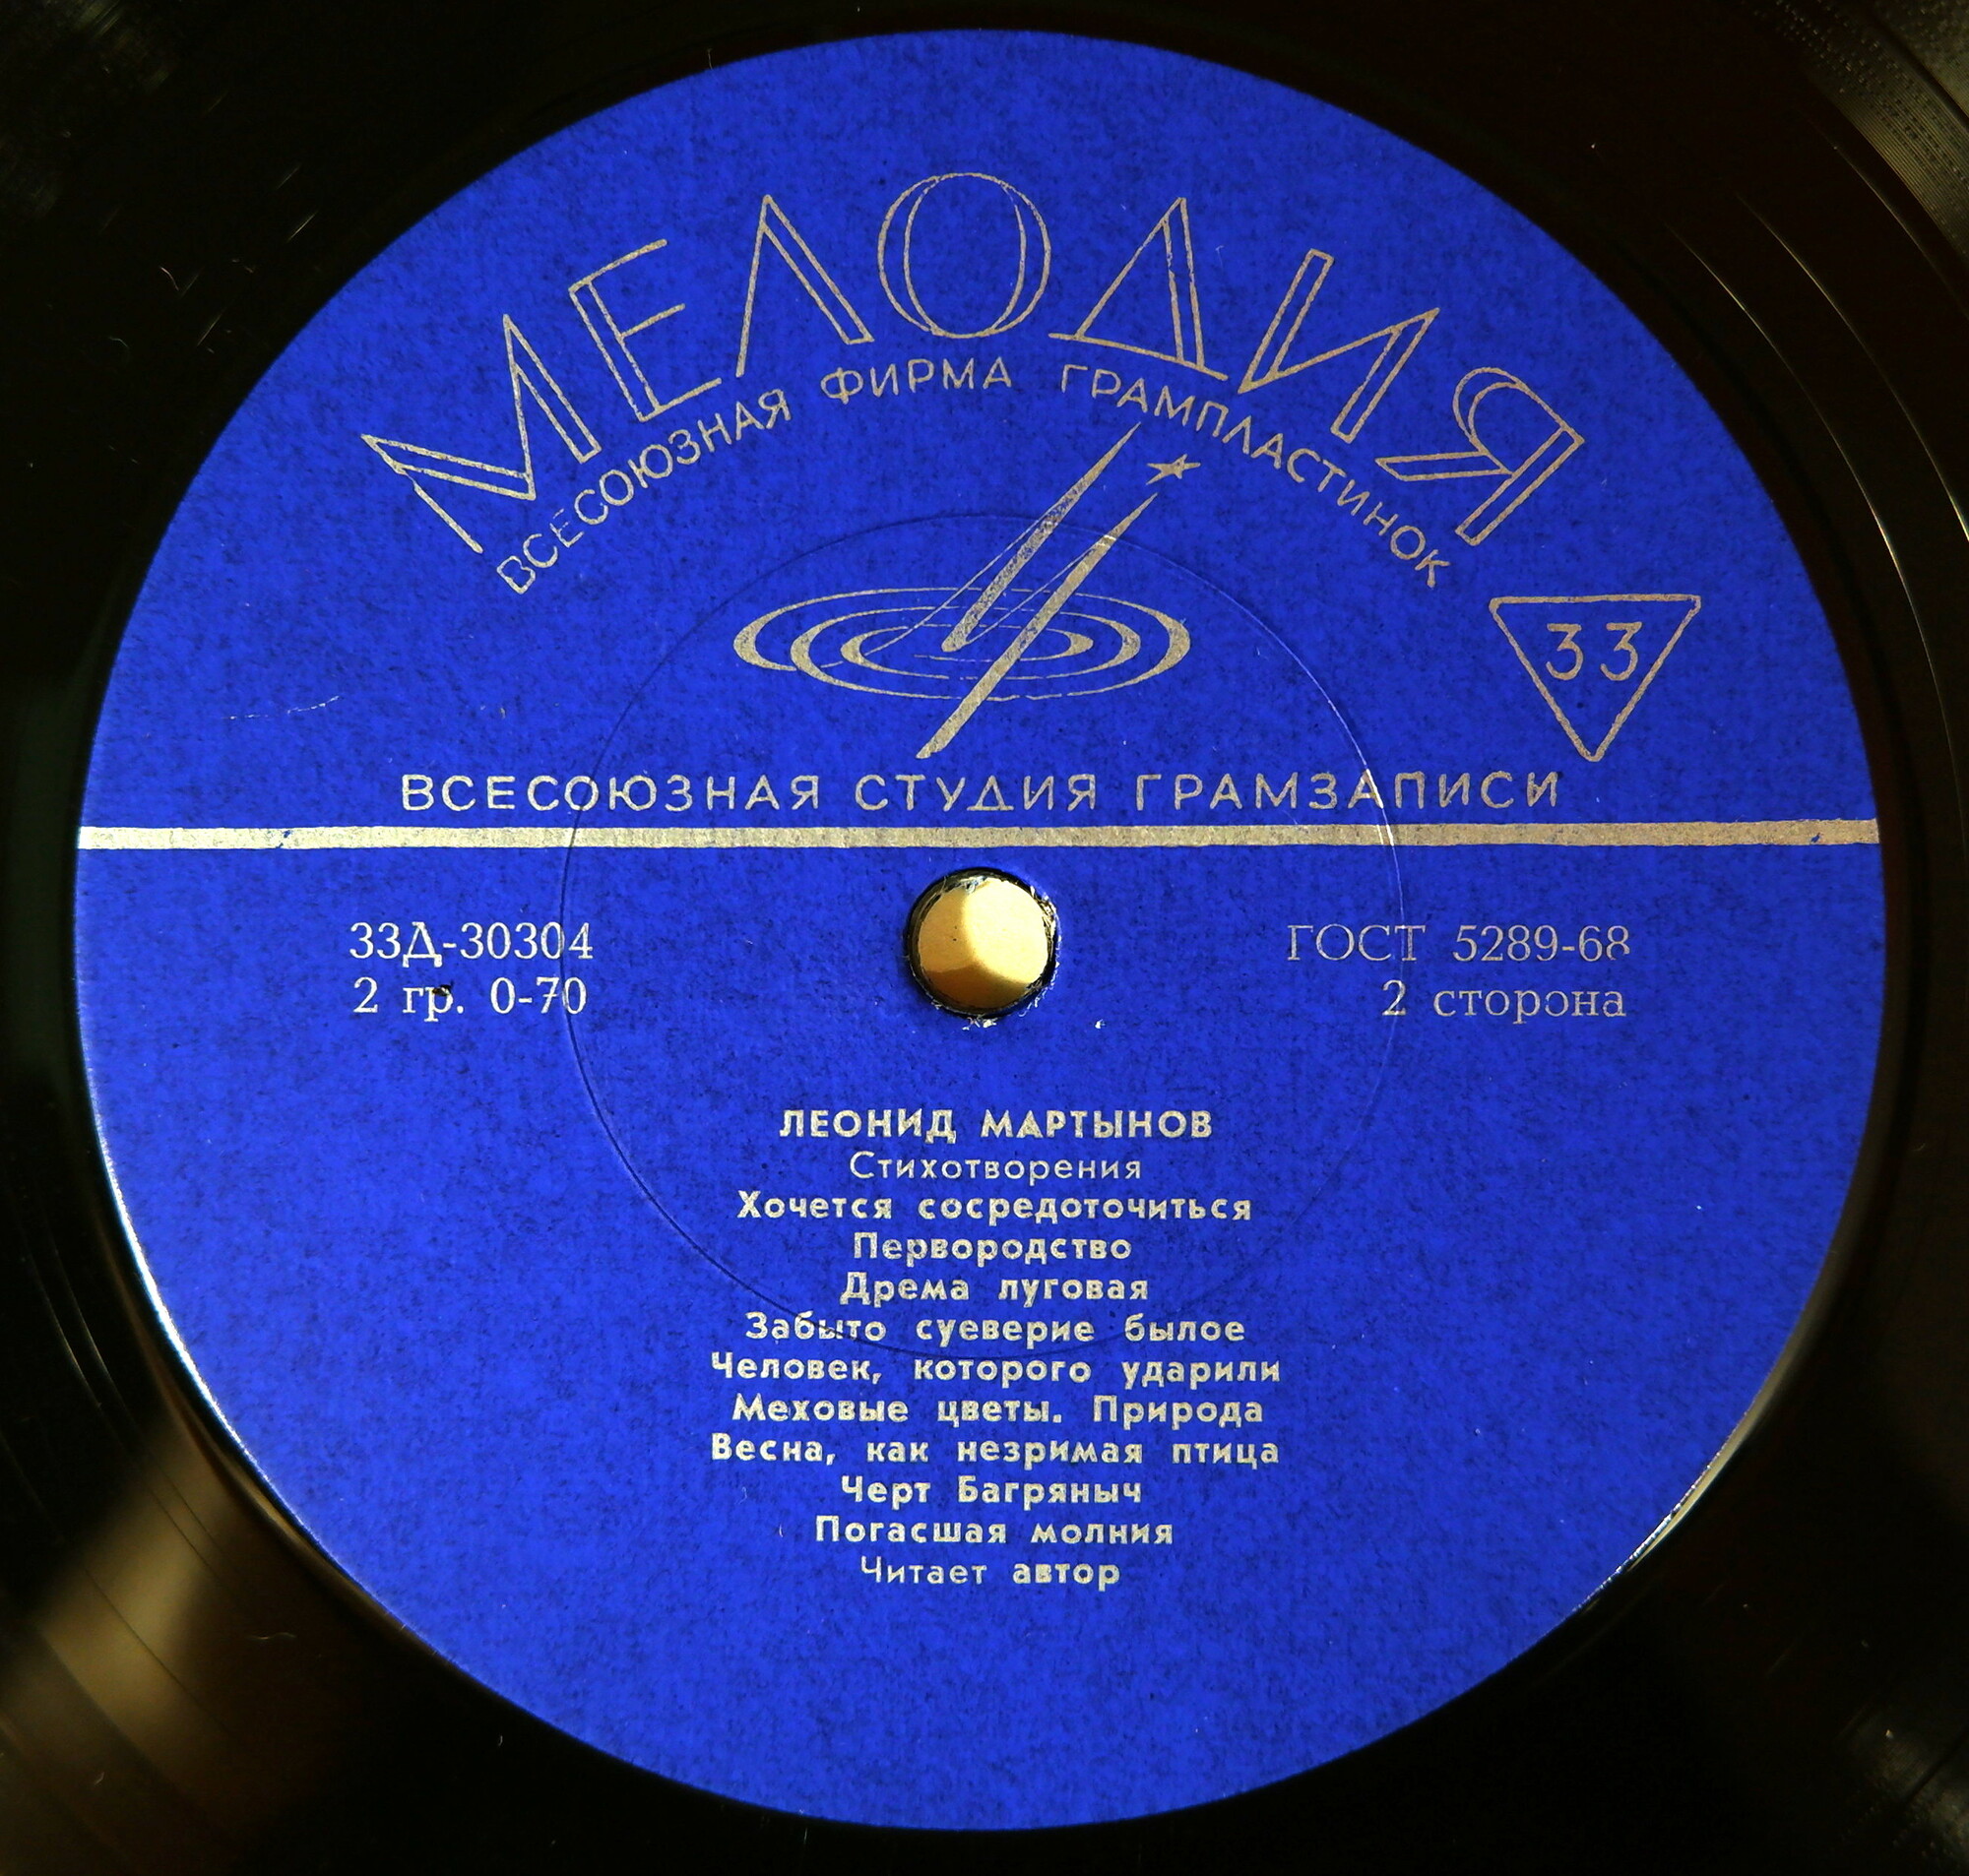 МЕЛОДИЯ
ВСЕСОЮЗНАЯ ФИРМА ГРАМПЛАСТИНОК
33
ВСЕСОЮЗНАЯ СТУДИЯ ГРАМЗАПИСИ
33Д-30304
2 гр. 0-70
ГОСТ 5289-68
2 сторона
ЛЕОНИД МАРТЫНОВ
Стихотворения
Хочется сосредоточиться
Первородство
Дрема луговая
Забыто суеверие былое
Человек, которого ударили
Меховые цветы. Природа
Весна, как незримая птица
Черт Багряныч
Погасшая молния
Читает автор